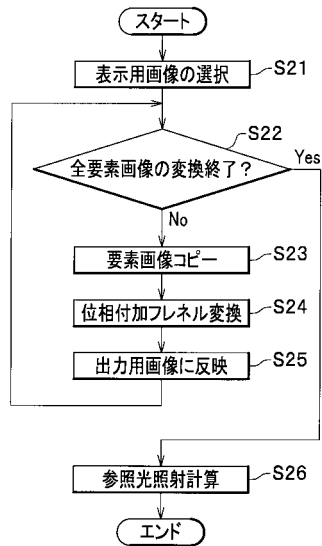 スタート
表示用画像の選択
S21
S22
全要素画像の変換終了?
Yes
No
要素画像コピー
S23
位相付加フレネル変換
S24
出力用画像に反映
S25
参照光照射計算
S26
エンド